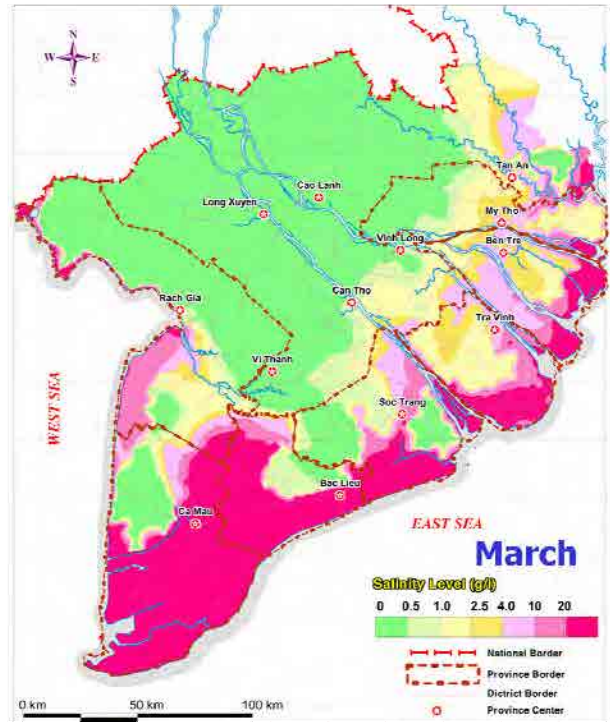 N
W E
S
Tan An
Cao Lanh
Long Xuyen
My Tho
Vinh Long
Ben Tre
Can Tho
Rach Gia
Tra Vinh
Vi Thanh
WEST SEA
Soc Trang
Bac Lieu
Ca Mau
EAST SEA
March
Salinity Level (g/l)
0 0.5 1.0 2.5 4.0 10 20
National Border
Province Border
District Border
Province Center
0 km 50 km 100 km